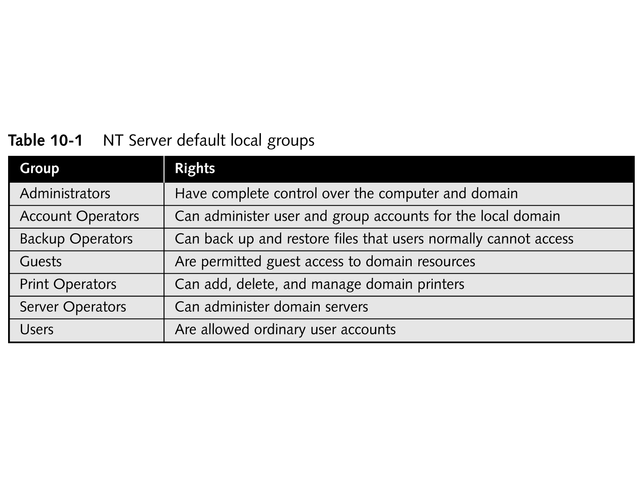 Table 10-1 NT Server default local groups
Group Rights
Administrators Have complete control over the computer and domain
Account Operators Can administer user and group accounts for the local domain
Backup Operators Can back up and restore files that users normally cannot access
Guests Are permitted guest access to domain resources
Print Operators Can add, delete, and manage domain printers
Server Operators Can administer domain servers
Users Are allowed ordinary user accounts